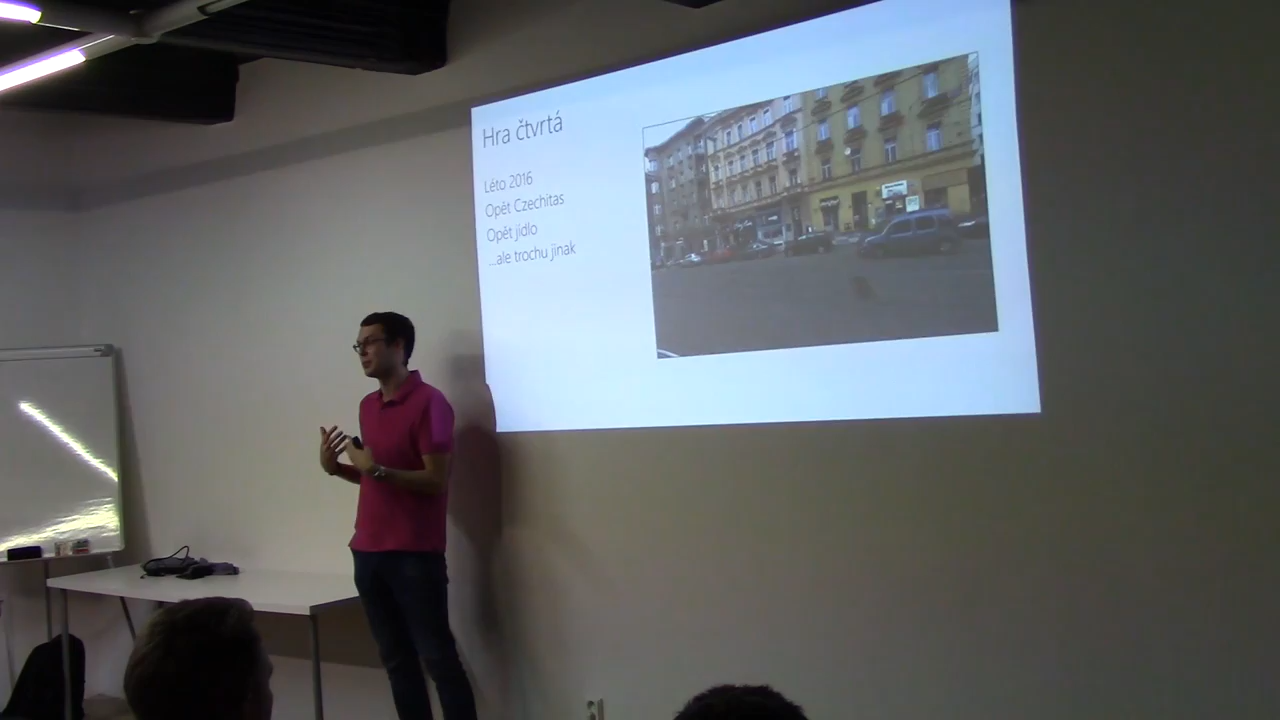 Hra čtvrtá
Léto 2016
Opět Czechitas
Opět jídlo
...ale trochu jinak